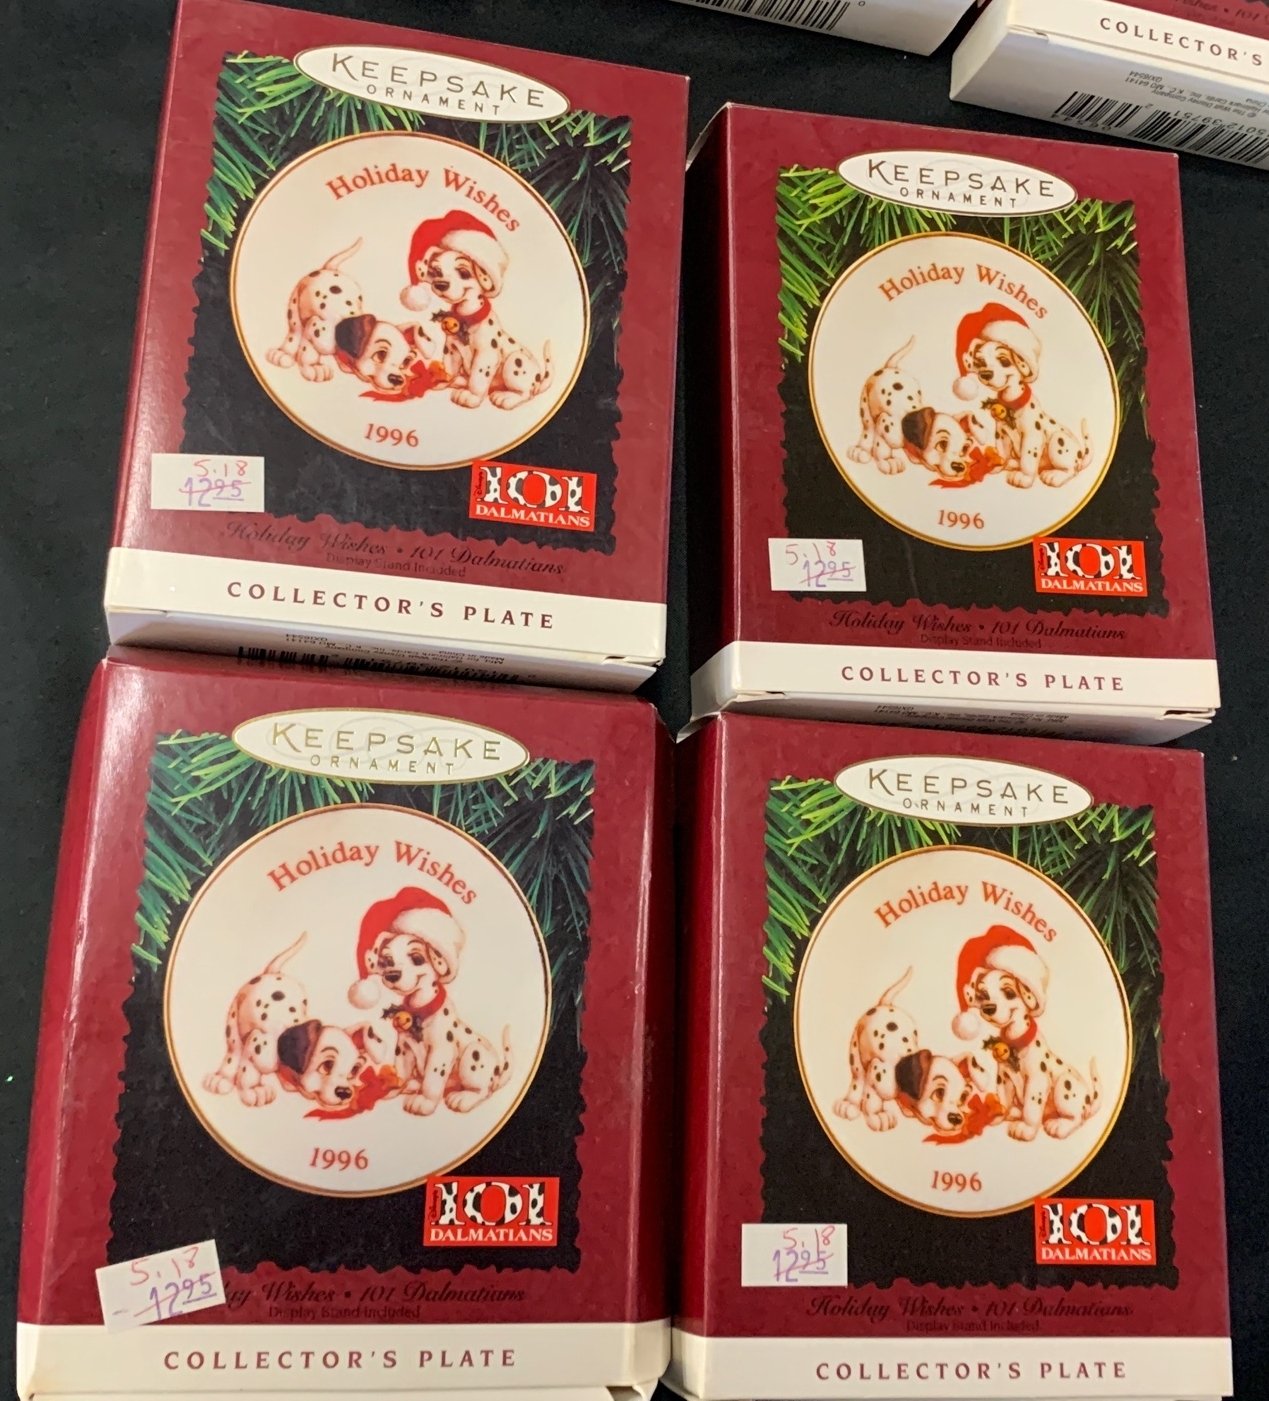 COLLECTOR'S
KEEPSAKE
ORNAMENT
Holiday Wishes
1996
5.18
12.95
101
DALMATIANS
Holiday Wishes • 101 Dalmatians
Display Stand Included
COLLECTOR'S PLATE
KEEPSAKE
ORNAMENT
Holiday Wishes
1996
5.18
12.95
101
DALMATIANS
Holiday Wishes • 101 Dalmatians
Display Stand Included
COLLECTOR'S PLATE
KEEPSAKE
ORNAMENT
Holiday Wishes
1996
101
DALMATIANS
5.18
12.95
Wishes • 101 Dalmatians
Display Stand Included
COLLECTOR'S PLATE
KEEPSAKE
ORNAMENT
Holiday Wishes
1996
5.18
12.95
101
DALMATIANS
Holiday Wishes • 101 Dalmatians
Display Stand Included
COLLECTOR'S PLATE